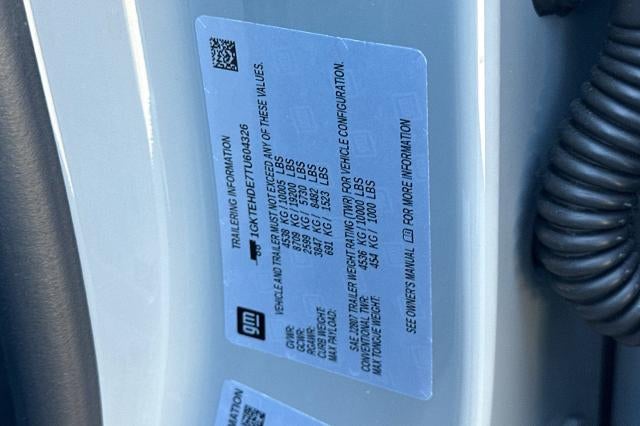 gm
TRAILERING INFORMATION
1GKTEHDE7TU604326
VEHICLE AND TRAILER MUST NOT EXCEED ANY OF THESE VALUES.
GVWR: 4538 KG / 10005 LBS
GCWR: 8709 KG / 19200 LBS
RGAWR: 2599 KG / 5730 LBS
CURB WEIGHT: 3847 KG / 8482 LBS
MAX PAYLOAD: 691 KG / 1523 LBS
SAE J2807 TRAILER WEIGHT RATING (TWR) FOR VEHICLE CONFIGURATION.
CONVENTIONAL TWR: 4536 KG / 10000 LBS
MAX TONGUE WEIGHT: 454 KG / 1000 LBS
SEE OWNER'S MANUAL FOR MORE INFORMATION